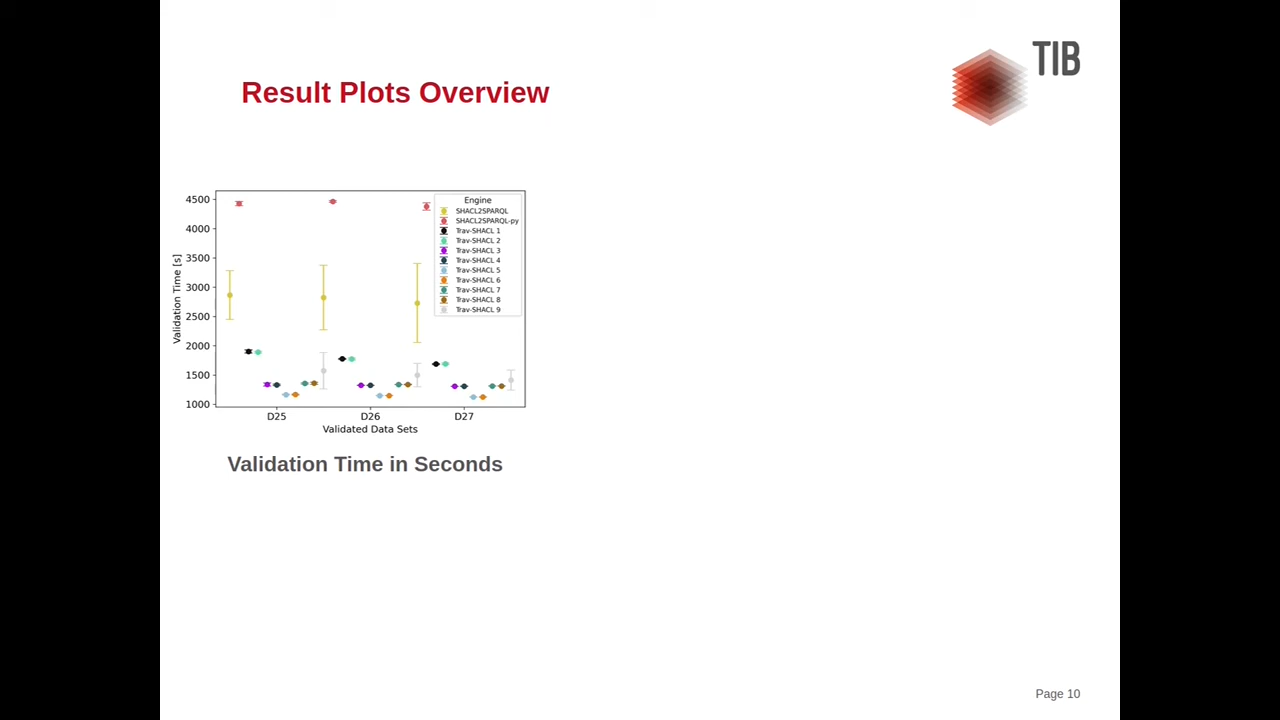 TIB
Result Plots Overview
4500
4000
3500
3000
2500
2000
1500
1000
Validation Time [s]
Engine
SHACL2SPARQL
SHACL2SPARQL-py
Trav-SHACL 1
Trav-SHACL 2
Trav-SHACL 3
Trav-SHACL 4
Trav-SHACL 5
Trav-SHACL 6
Trav-SHACL 7
Trav-SHACL 8
Trav-SHACL 9
D25 D26 D27
Validated Data Sets
Validation Time in Seconds
Page 10